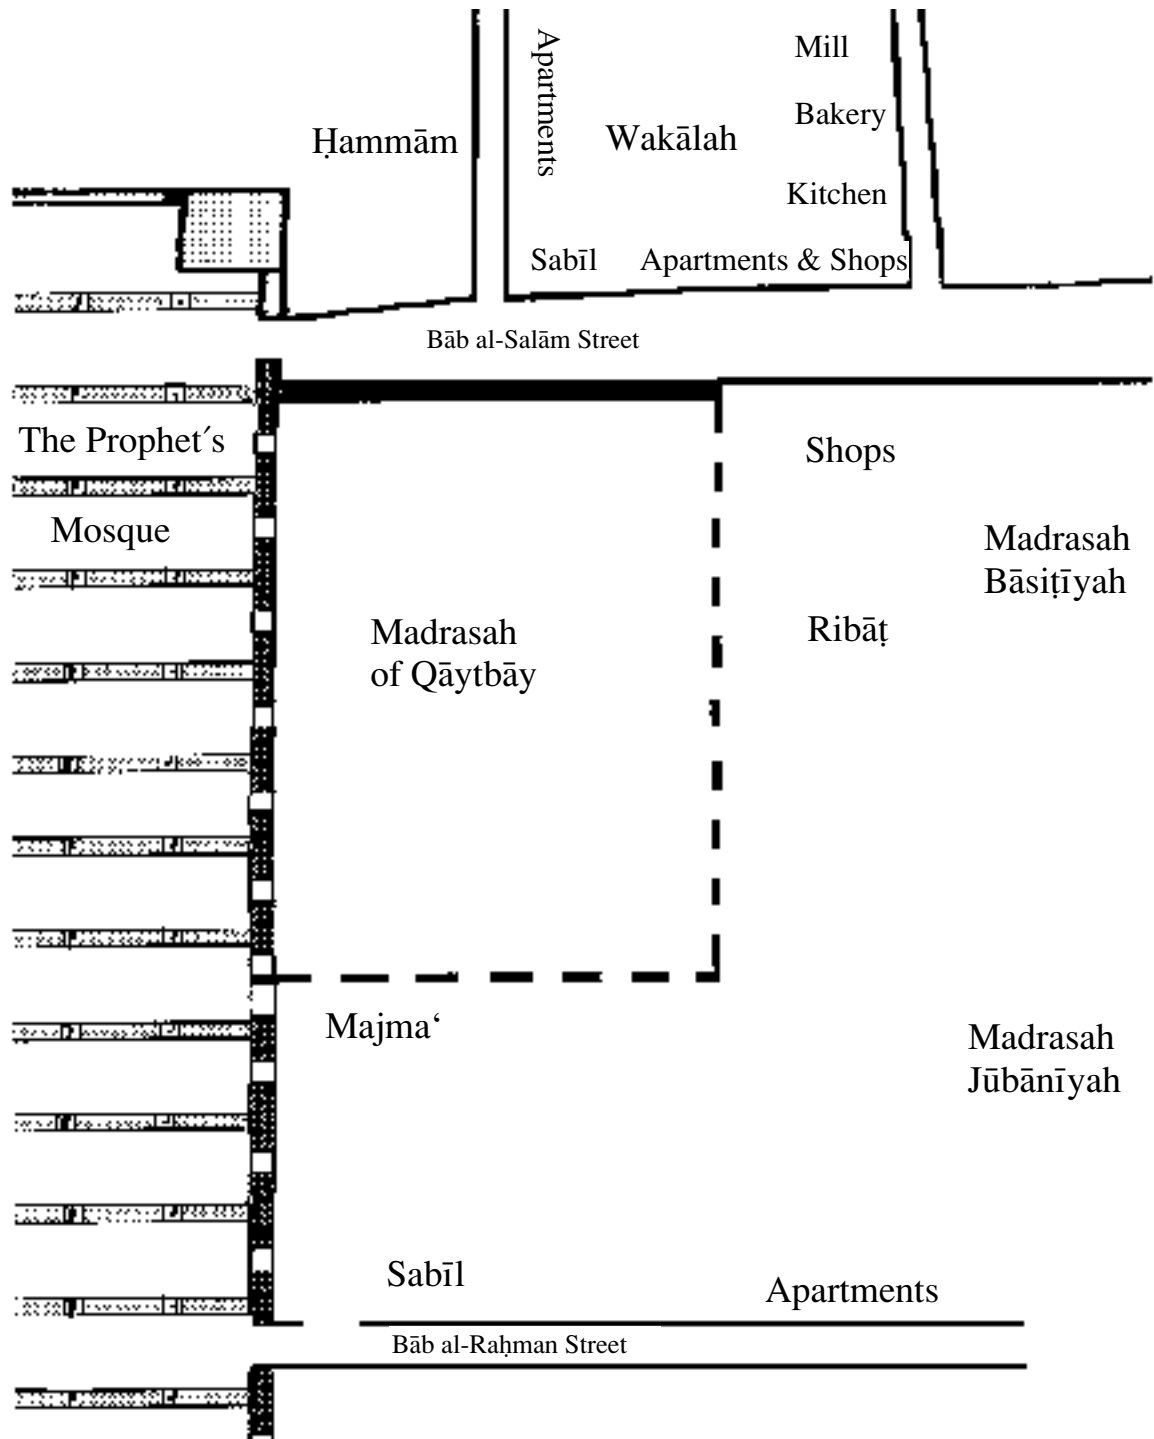 Mill
Apartments
Ḥammām
Wakālah
Bakery
Kitchen
Sabīl
Apartments & Shops
Bāb al-Salām Street
The Prophet′s
Mosque
Shops
Madrasah
Bāsiṭīyah
Madrasah
of Qāytbāy
Ribāṭ
Majma‘
Madrasah
Jūbānīyah
Sabīl
Apartments
Bāb al-Raḥman Street